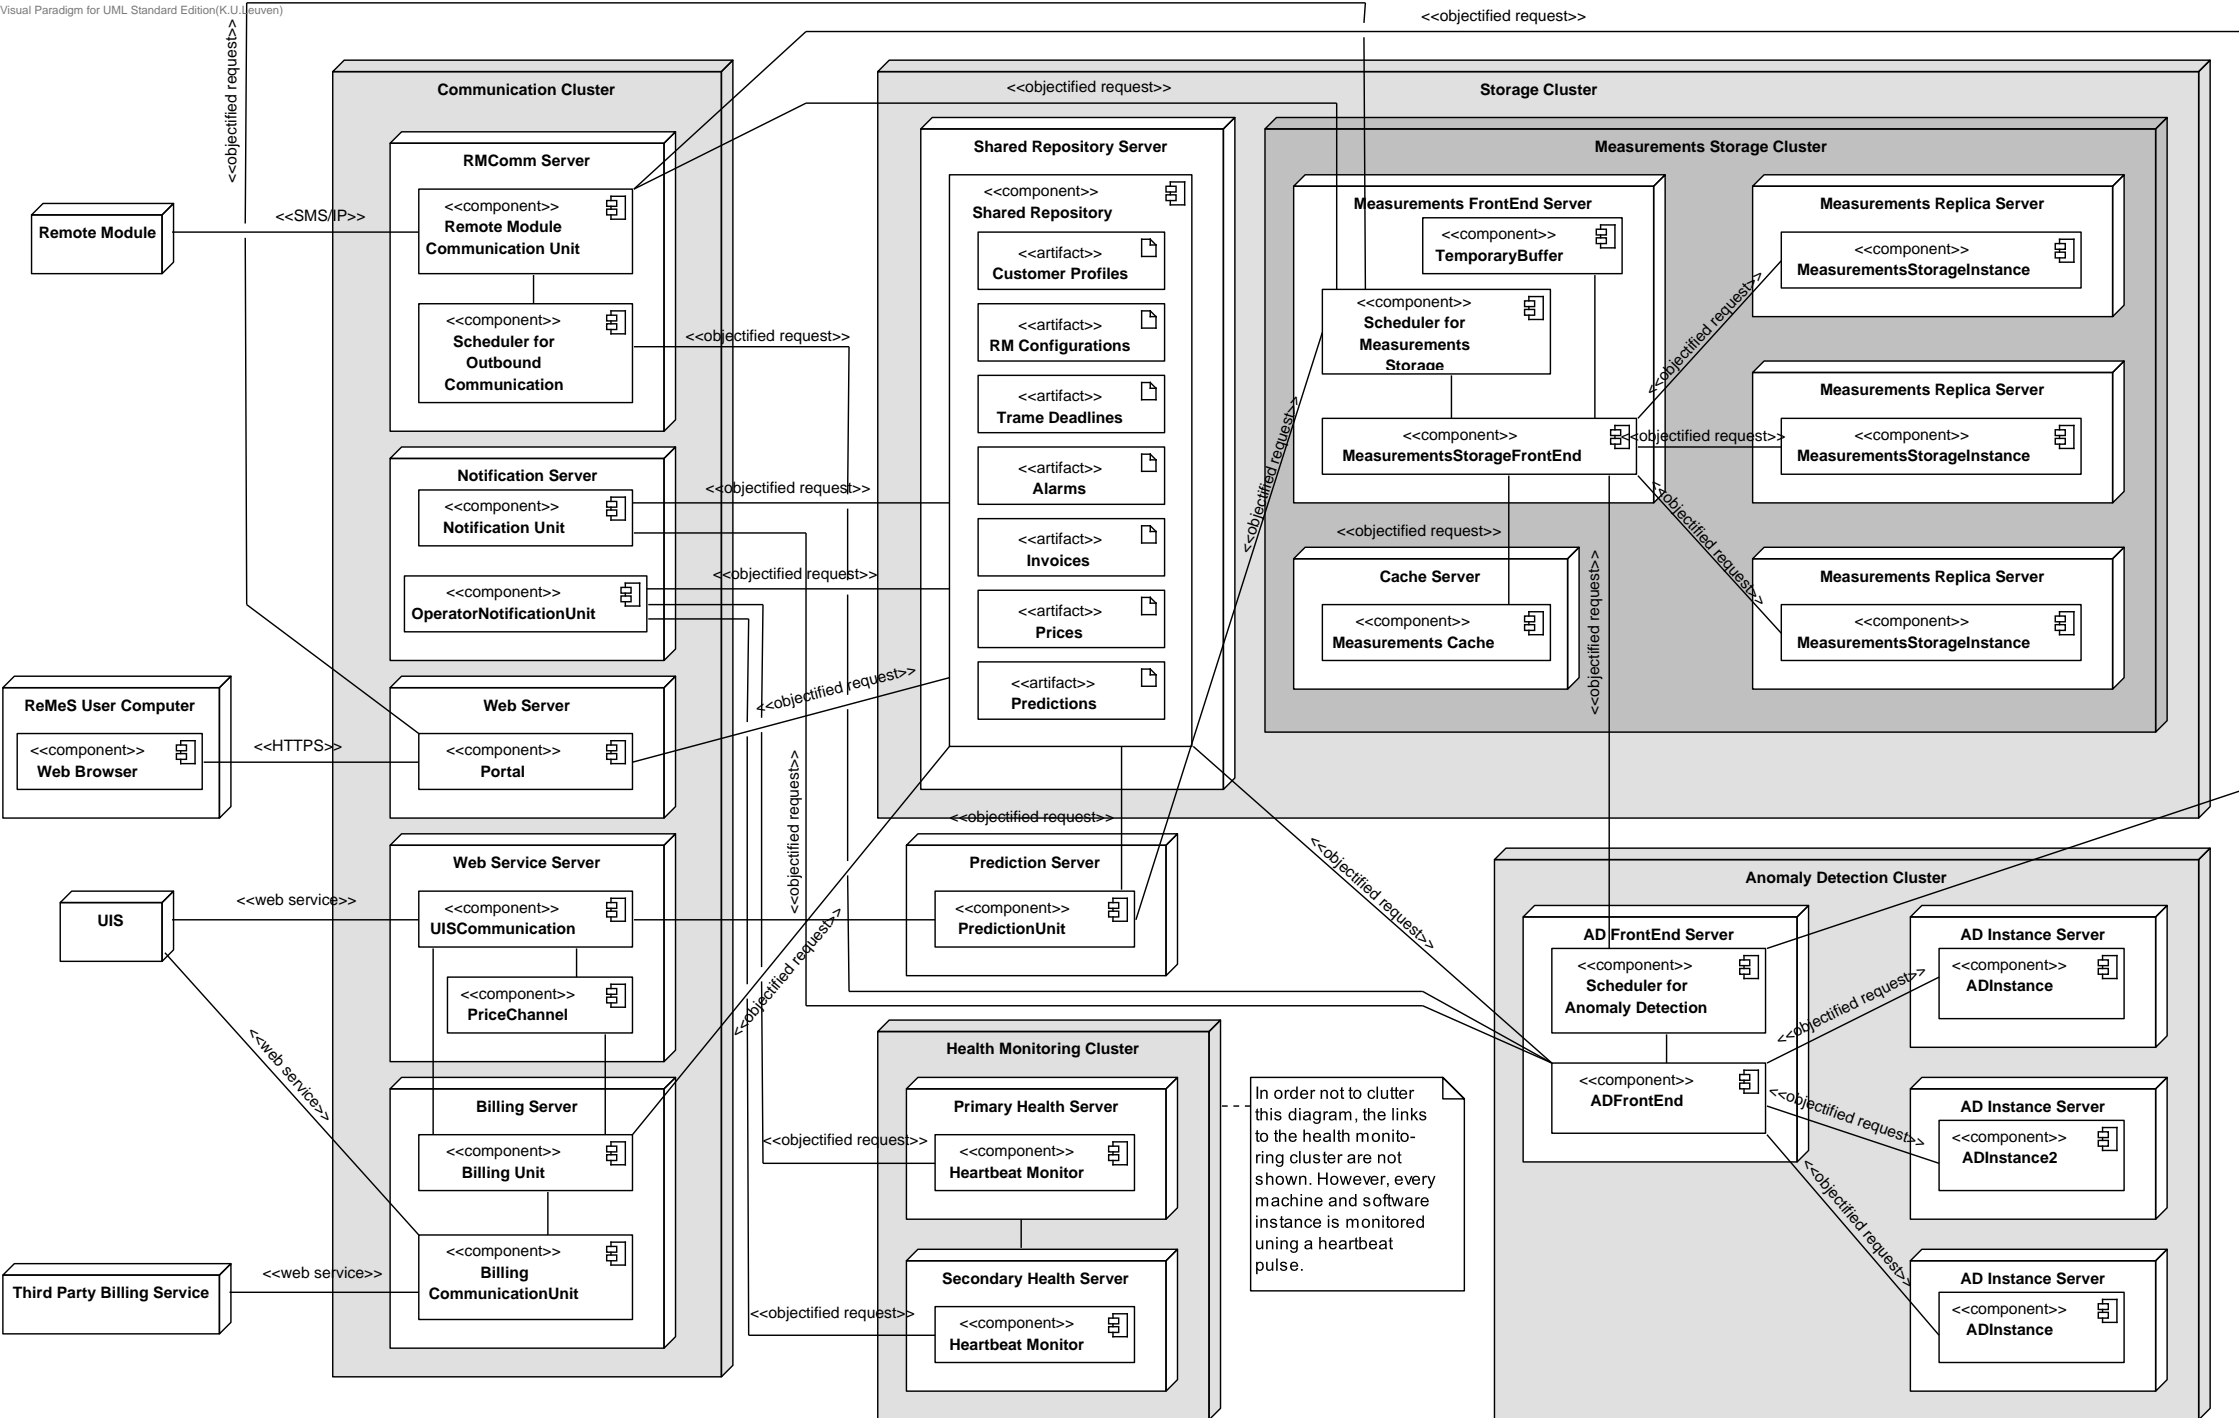 Visual Paradigm for UML Standard Edition(K.U.Leuven)
<<objectified request>>
<<objectified request>>
Communication Cluster
RMComm Server
<<component>>
Remote Module
Communication Unit
<<component>>
Scheduler for
Outbound
Communication
Remote Module
<<SMS/IP>>
<<objectified request>>
<<objectified request>>
Notification Server
<<component>>
Notification Unit
<<component>>
OperatorNotificationUnit
<<objectified request>>
<<objectified request>>
ReMeS User Computer
<<component>>
Web Browser
<<HTTPS>>
Web Server
<<component>>
Portal
<<objectified request>>
<<objectified request>>
UIS
<<web service>>
<<web service>>
Web Service Server
<<component>>
UISCommunication
<<component>>
PriceChannel
<<objectified request>>
Billing Server
<<component>>
Billing Unit
<<component>>
Billing
CommunicationUnit
Third Party Billing Service
<<web service>>
Storage Cluster
Shared Repository Server
<<component>>
Shared Repository
<<artifact>>
Customer Profiles
<<artifact>>
RM Configurations
<<artifact>>
Trame Deadlines
<<artifact>>
Alarms
<<artifact>>
Invoices
<<artifact>>
Prices
<<artifact>>
Predictions
<<objectified request>>
Measurements Storage Cluster
Measurements FrontEnd Server
<<component>>
TemporaryBuffer
<<component>>
Scheduler for
Measurements
Storage
<<component>>
MeasurementsStorageFrontEnd
<<objectified request>>
<<objectified request>>
<<objectified request>>
<<objectified request>>
<<objectified request>>
Cache Server
<<component>>
Measurements Cache
Measurements Replica Server
<<component>>
MeasurementsStorageInstance
Measurements Replica Server
<<component>>
MeasurementsStorageInstance
Measurements Replica Server
<<component>>
MeasurementsStorageInstance
<<objectified request>>
Prediction Server
<<component>>
PredictionUnit
<<objectified request>>
Health Monitoring Cluster
Primary Health Server
<<objectified request>>
<<component>>
Heartbeat Monitor
Secondary Health Server
<<objectified request>>
<<component>>
Heartbeat Monitor
In order not to clutter
this diagram, the links
to the health monito-
ring cluster are not
shown. However, every
machine and software
instance is monitored
uning a heartbeat
pulse.
Anomaly Detection Cluster
AD FrontEnd Server
<<component>>
Scheduler for
Anomaly Detection
<<component>>
ADFrontEnd
<<objectified request>>
<<objectified request>>
<<objectified request>>
AD Instance Server
<<component>>
ADInstance
AD Instance Server
<<component>>
ADInstance2
AD Instance Server
<<component>>
ADInstance